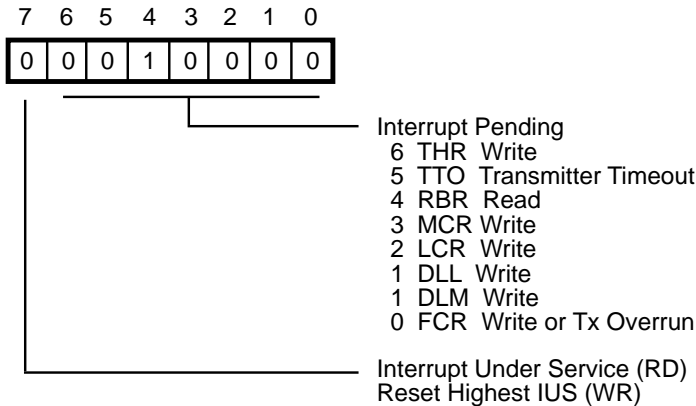 7 6 5 4 3 2 1 0
0 0 0 1 0 0 0 0
Interrupt Pending
6 THR Write
5 TTO Transmitter Timeout
4 RBR Read
3 MCR Write
2 LCR Write
1 DLL Write
1 DLM Write
0 FCR Write or Tx Overrun
Interrupt Under Service (RD)
Reset Highest IUS (WR)